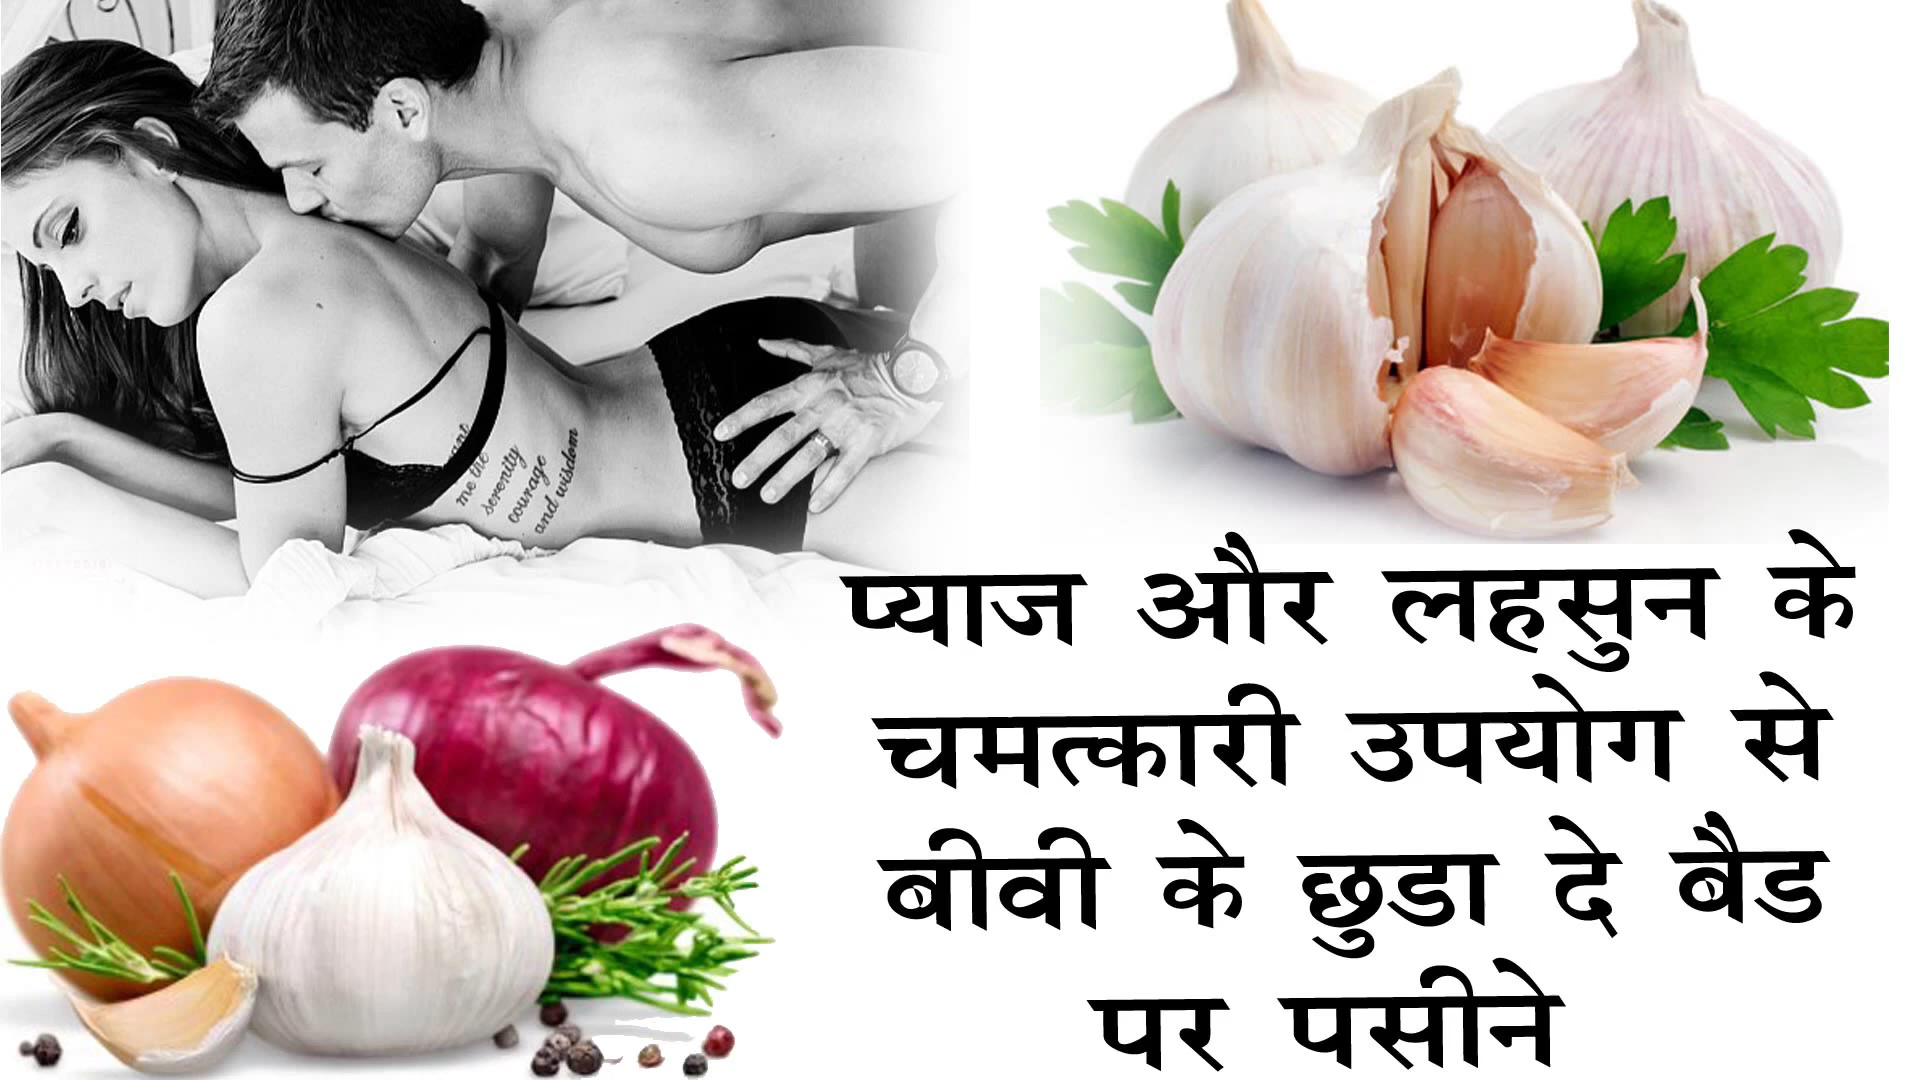 me the
serenity
courage
and wisdom
प्याज और लहसुन के
चमत्कारी उपयोग से
बीवी के छुडा दे बैड
पर पसीने